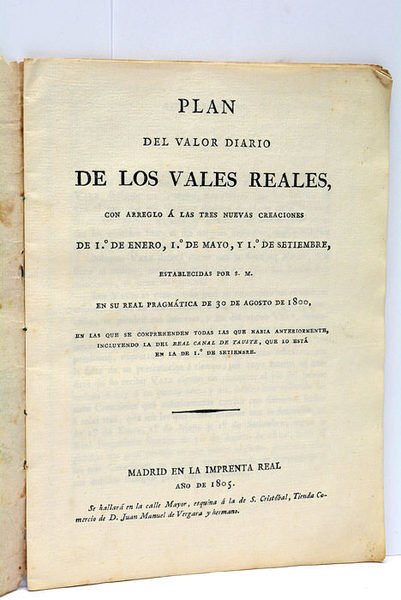 PLAN
DEL VALOR DIARIO
DE LOS VALES REALES,
CON ARREGLO Á LAS TRES NUEVAS CREACIONES
DE 1.º DE ENERO, 1.º DE MAYO, Y 1.º DE SETIEMBRE,
ESTABLECIDAS POR S. M.
EN SU REAL PRAGMÁTICA DE 30 DE AGOSTO DE 1800,
EN LAS QUE SE COMPREHENDEN TODAS LAS QUE HABIA ANTERIORMENTE,
INCLUYENDO LA DEL REAL CANAL DE TAUSTE, QUE LO ESTÁ
EN LA DE 1.º DE SETIEMBRE.
MADRID EN LA IMPRENTA REAL
AÑO DE 1805.
Se hallará en la calle Mayor, esquina á la de S. Cristóbal, Tienda Co-
mercio de D. Juan Manuel de Vergara y hermano.